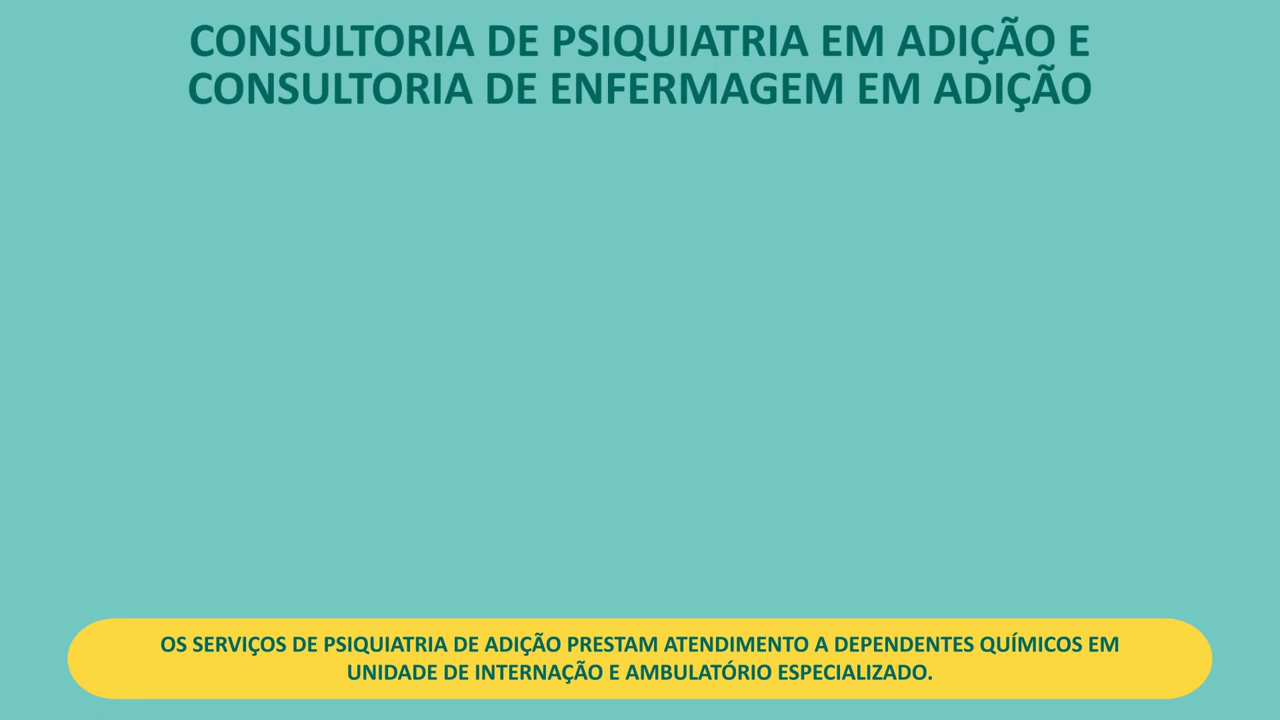 CONSULTORIA DE PSIQUIATRIA EM ADIÇÃO E
CONSULTORIA DE ENFERMAGEM EM ADIÇÃO
OS SERVIÇOS DE PSIQUIATRIA DE ADIÇÃO PRESTAM ATENDIMENTO A DEPENDENTES QUÍMICOS EM
UNIDADE DE INTERNAÇÃO E AMBULATÓRIO ESPECIALIZADO.